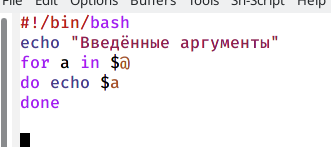 File Edit Options Buffers Tools Sh-Script Help
#!/bin/bash
echo "Введённые аргументы"
for a in $@
do echo $a
done